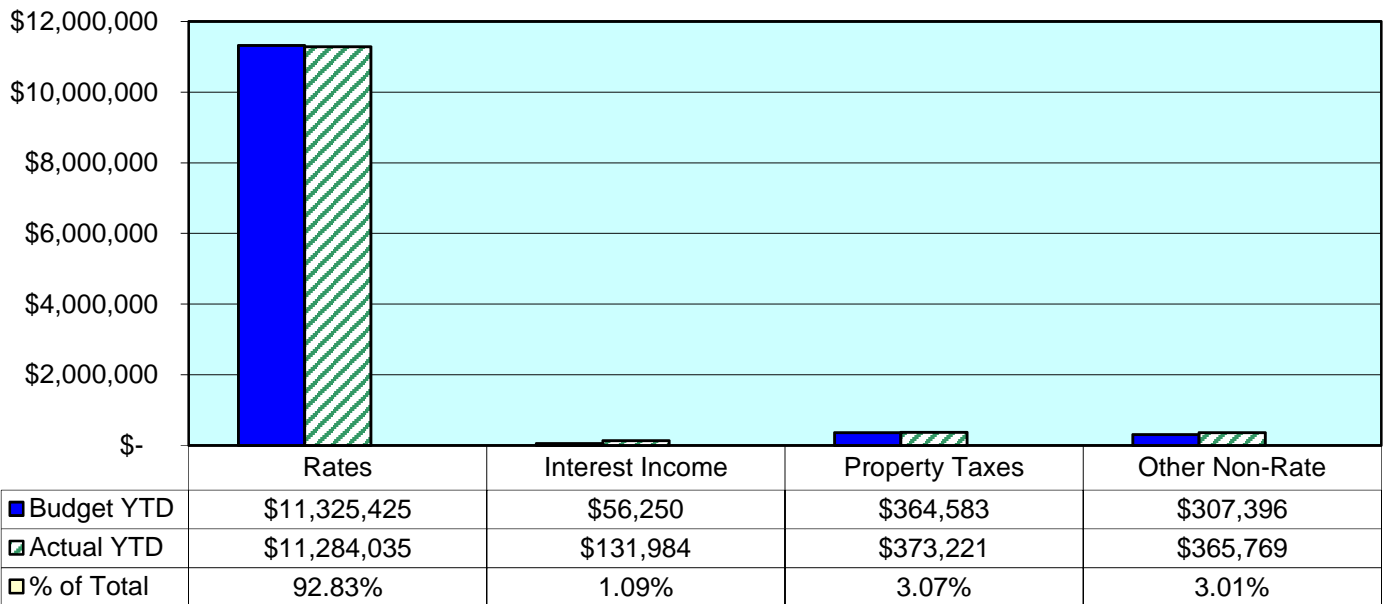 $12,000,000
$10,000,000
$8,000,000
$6,000,000
$4,000,000
$2,000,000
$-
Rates Interest Income Property Taxes Other Non-Rate
Budget YTD $11,325,425 $56,250 $364,583 $307,396
Actual YTD $11,284,035 $131,984 $373,221 $365,769
% of Total 92.83% 1.09% 3.07% 3.01%